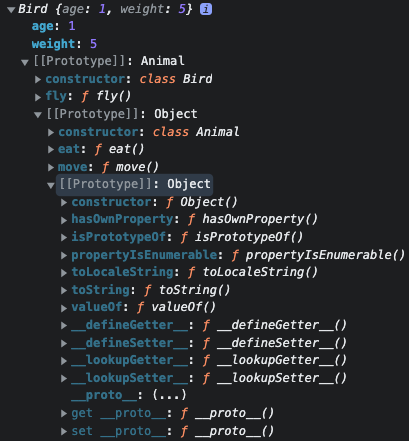 Bird {age: 1, weight: 5} i
age: 1
weight: 5
[[Prototype]]: Animal
constructor: class Bird
fly: ƒ fly()
[[Prototype]]: Object
constructor: class Animal
eat: ƒ eat()
move: ƒ move()
[[Prototype]]: Object
constructor: ƒ Object()
hasOwnProperty: ƒ hasOwnProperty()
isPrototypeOf: ƒ isPrototypeOf()
propertyIsEnumerable: ƒ propertyIsEnumerable()
toLocaleString: ƒ toLocaleString()
toString: ƒ toString()
valueOf: ƒ valueOf()
__defineGetter__: ƒ __defineGetter__()
__defineSetter__: ƒ __defineSetter__()
__lookupGetter__: ƒ __lookupGetter__()
__lookupSetter__: ƒ __lookupSetter__()
__proto__: (...)
get __proto__: ƒ __proto__()
set __proto__: ƒ __proto__()